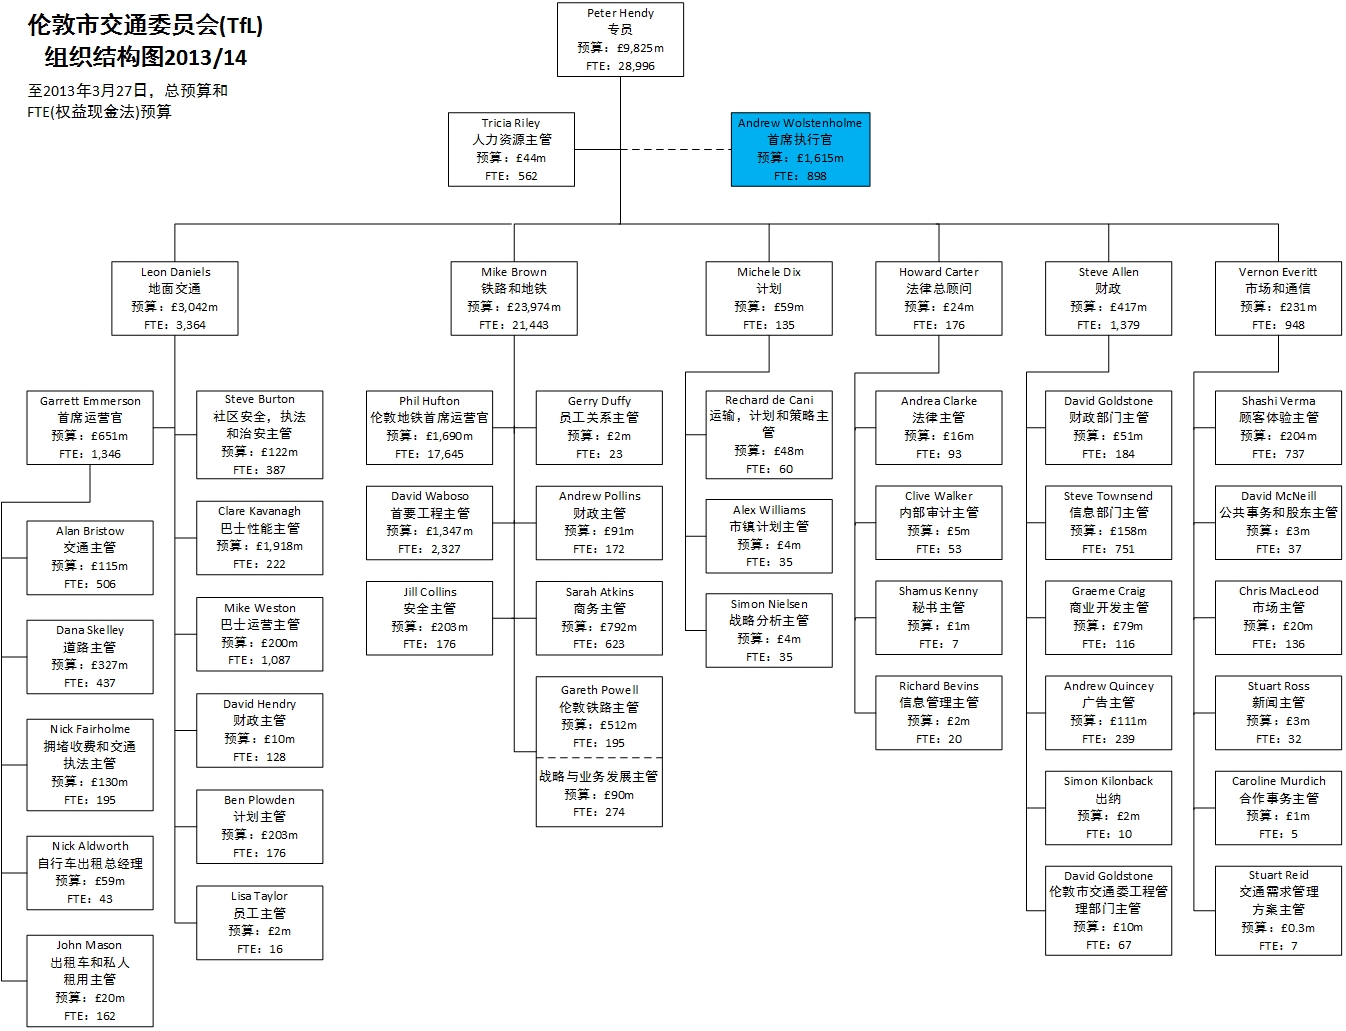 伦敦市交通委员会(TfL)
组织结构图2013/14
至2013年3月27日，总预算和
FTE(权益现金法)预算
Peter Hendy
专员
预算：£9,825m
FTE：28,996
Tricia Riley
人力资源主管
预算：£44m
FTE：562
Andrew Wolstenholme
首席执行官
预算：£1,615m
FTE：898
Leon Daniels
地面交通
预算：£3,042m
FTE：3,364
Mike Brown
铁路和地铁
预算：£23,974m
FTE：21,443
Michele Dix
计划
预算：£59m
FTE：135
Howard Carter
法律总顾问
预算：£24m
FTE：176
Steve Allen
财政
预算：£417m
FTE：1,379
Vernon Everitt
市场和通信
预算：£231m
FTE：948
Garrett Emmerson
首席运营官
预算：£651m
FTE：1,346
Alan Bristow
交通主管
预算：£115m
FTE：506
Dana Skelley
道路主管
预算：£327m
FTE：437
Nick Fairholme
拥堵收费和交通
执法主管
预算：£130m
FTE：195
Nick Aldworth
自行车出租总经理
预算：£59m
FTE：43
John Mason
出租车和私人
租用主管
预算：£20m
FTE：162
Steve Burton
社区安全，执法
和治安主管
预算：£122m
FTE：387
Clare Kavanagh
巴士性能主管
预算：£1,918m
FTE：222
Mike Weston
巴士运营主管
预算：£200m
FTE：1,087
David Hendry
财政主管
预算：£10m
FTE：128
Ben Plowden
计划主管
预算：£203m
FTE：176
Lisa Taylor
员工主管
预算：£2m
FTE：16
Phil Hufton
伦敦地铁首席运营官
预算：£1,690m
FTE：17,645
David Waboso
首要工程主管
预算：£1,347m
FTE：2,327
Jill Collins
安全主管
预算：£203m
FTE：176
Gerry Duffy
员工关系主管
预算：£2m
FTE：23
Andrew Pollins
财政主管
预算：£91m
FTE：172
Sarah Atkins
商务主管
预算：£792m
FTE：623
Gareth Powell
伦敦铁路主管
预算：£512m
FTE：195
战略与业务发展主管
预算：£90m
FTE：274
Rechard de Cani
运输，计划和策略主
管
预算：£48m
FTE：60
Alex Williams
市镇计划主管
预算：£4m
FTE：35
Simon Nielsen
战略分析主管
预算：£4m
FTE：35
Andrea Clarke
法律主管
预算：£16m
FTE：93
Clive Walker
内部审计主管
预算：£5m
FTE：53
Shamus Kenny
秘书主管
预算：£1m
FTE：7
Richard Bevins
信息管理主管
预算：£2m
FTE：20
David Goldstone
财政部门主管
预算：£51m
FTE：184
Steve Townsend
信息部门主管
预算：£158m
FTE：751
Graeme Craig
商业开发主管
预算：£79m
FTE：116
Andrew Quincey
广告主管
预算：£111m
FTE：239
Simon Kilonback
出纳
预算：£2m
FTE：10
David Goldstone
伦敦市交通委工程管
理部门主管
预算：£10m
FTE：67
Shashi Verma
顾客体验主管
预算：£204m
FTE：737
David McNeill
公共事务和股东主管
预算：£3m
FTE：37
Chris MacLeod
市场主管
预算：£20m
FTE：136
Stuart Ross
新闻主管
预算：£3m
FTE：32
Caroline Murdich
合作事务主管
预算：£1m
FTE：5
Stuart Reid
交通需求管理
方案主管
预算：£0.3m
FTE：7